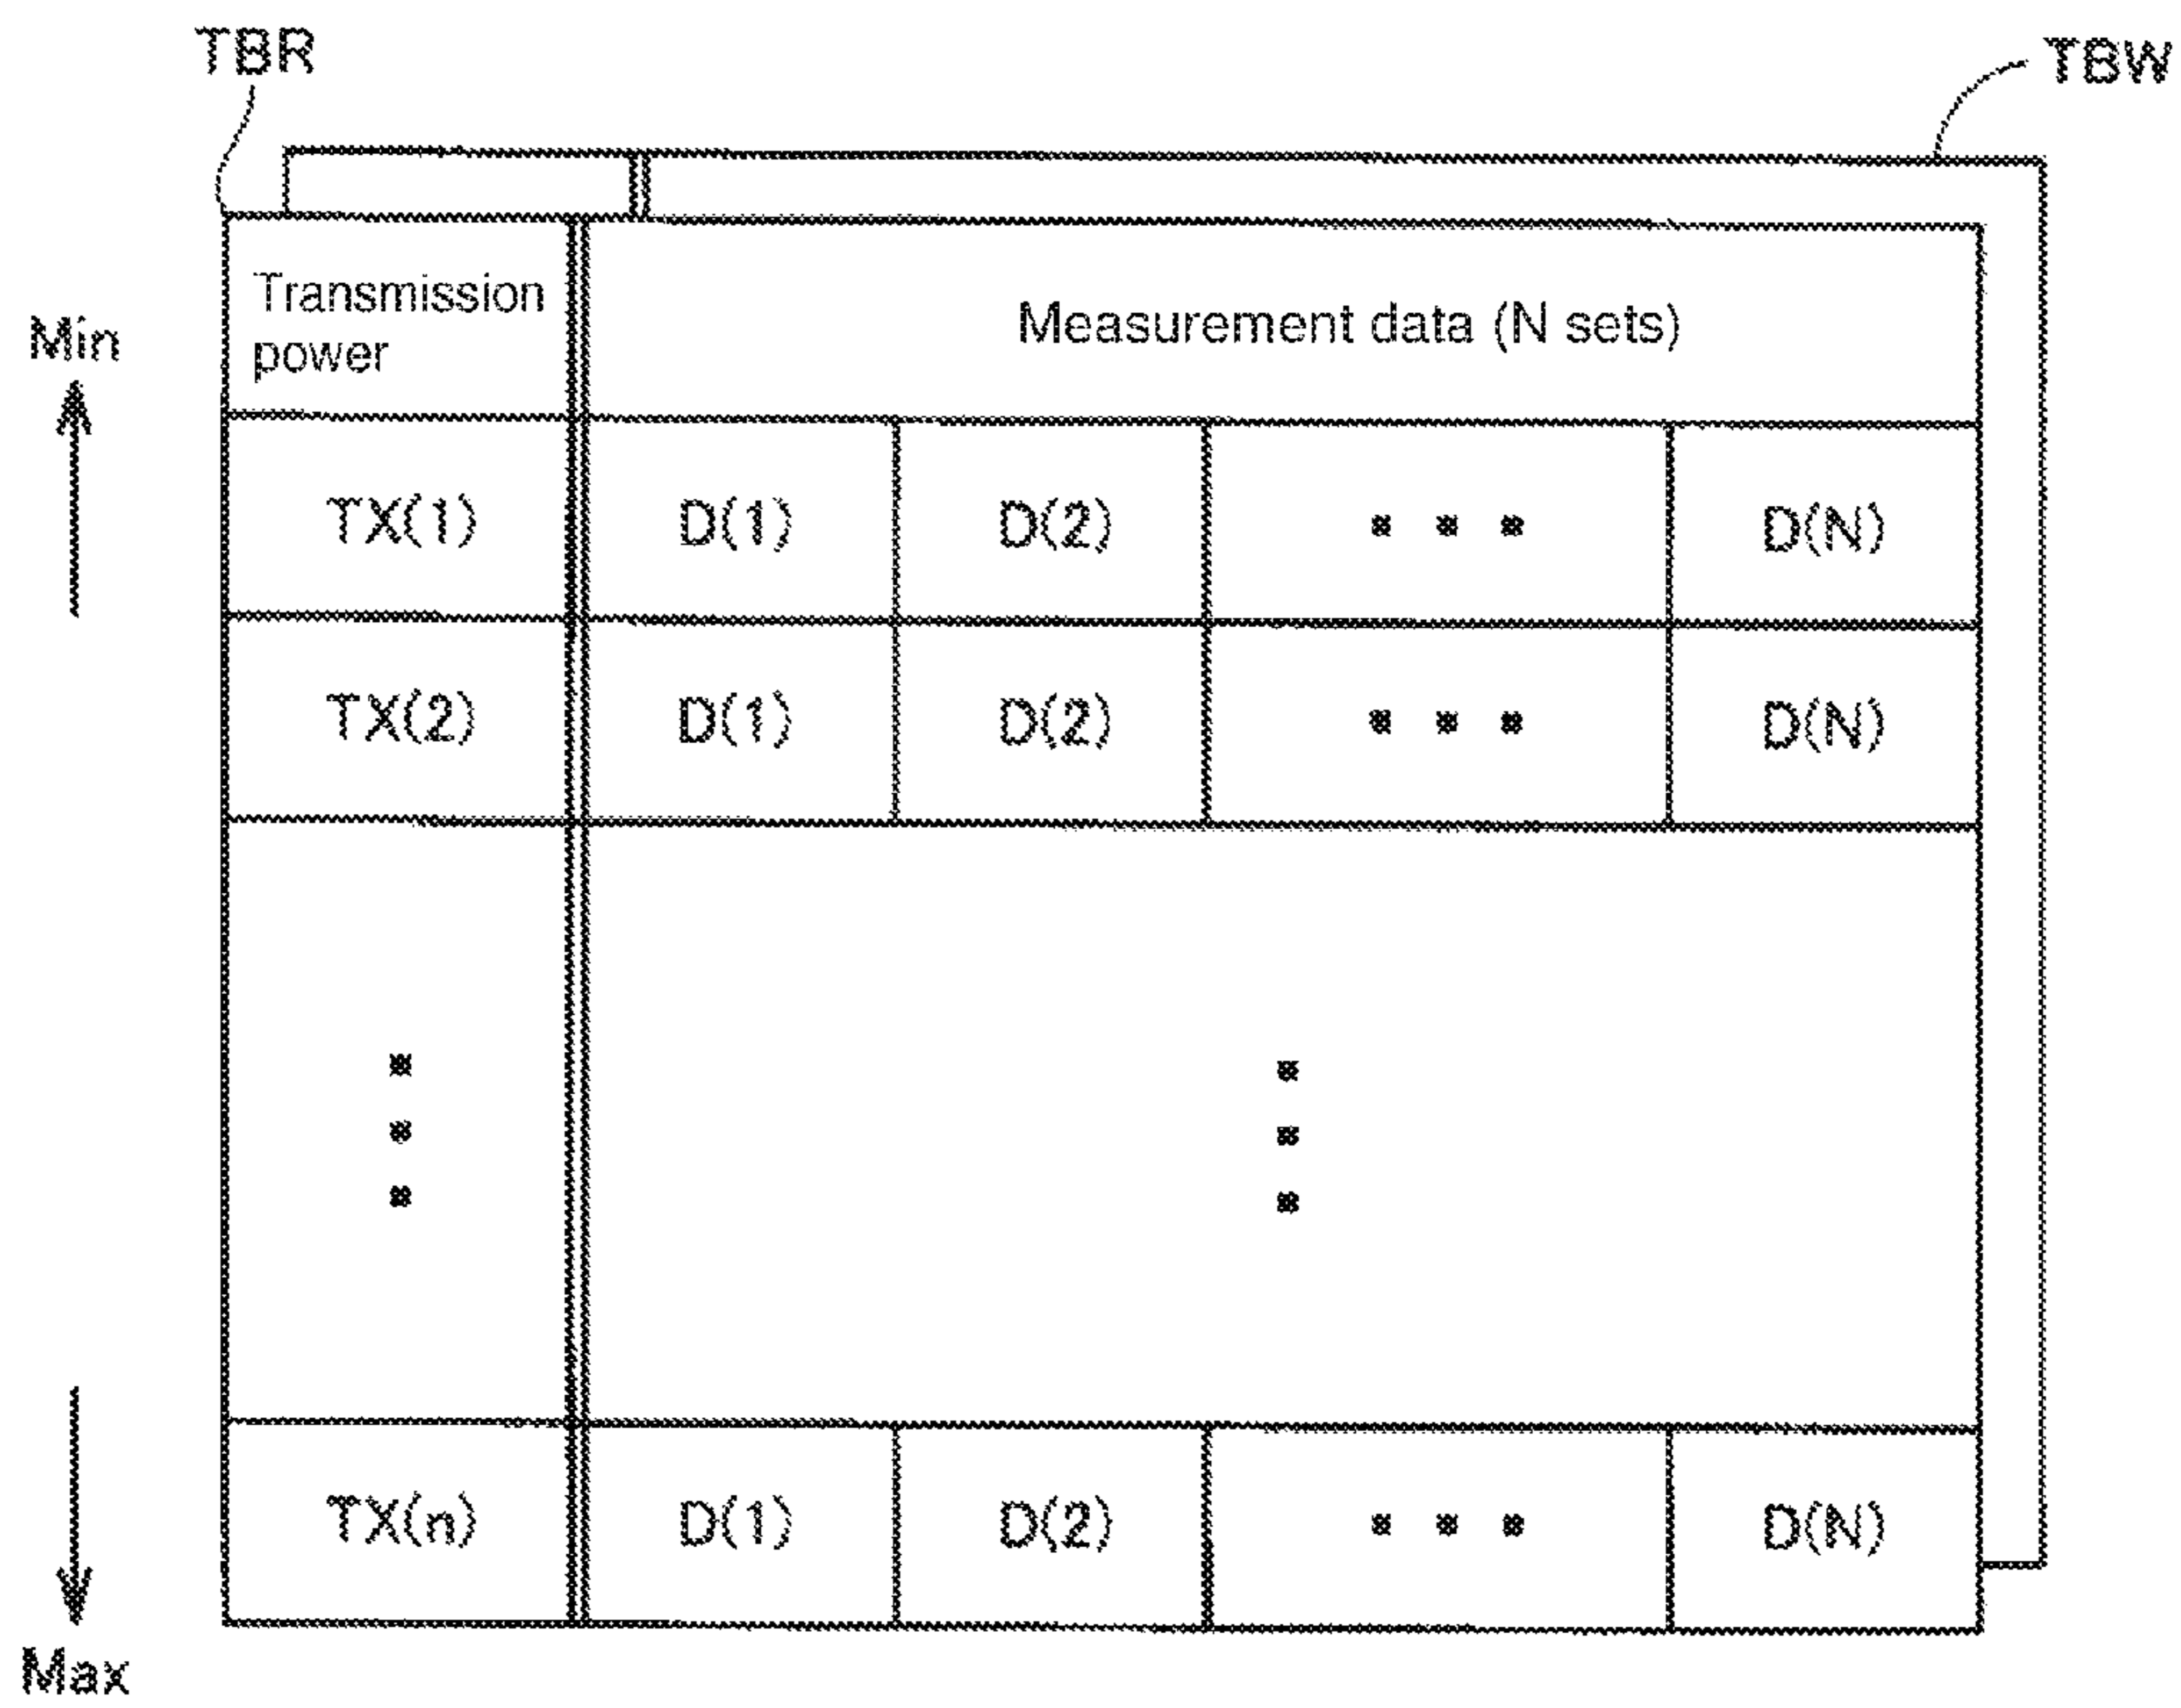 TBR
TBW
Min
Transmission
power
Measurement data (N sets)
TX(1) D(1) D(2) • • • D(N)
TX(2) D(1) D(2) • • • D(N)
TX(n) D(1) D(2) • • • D(N)
Max